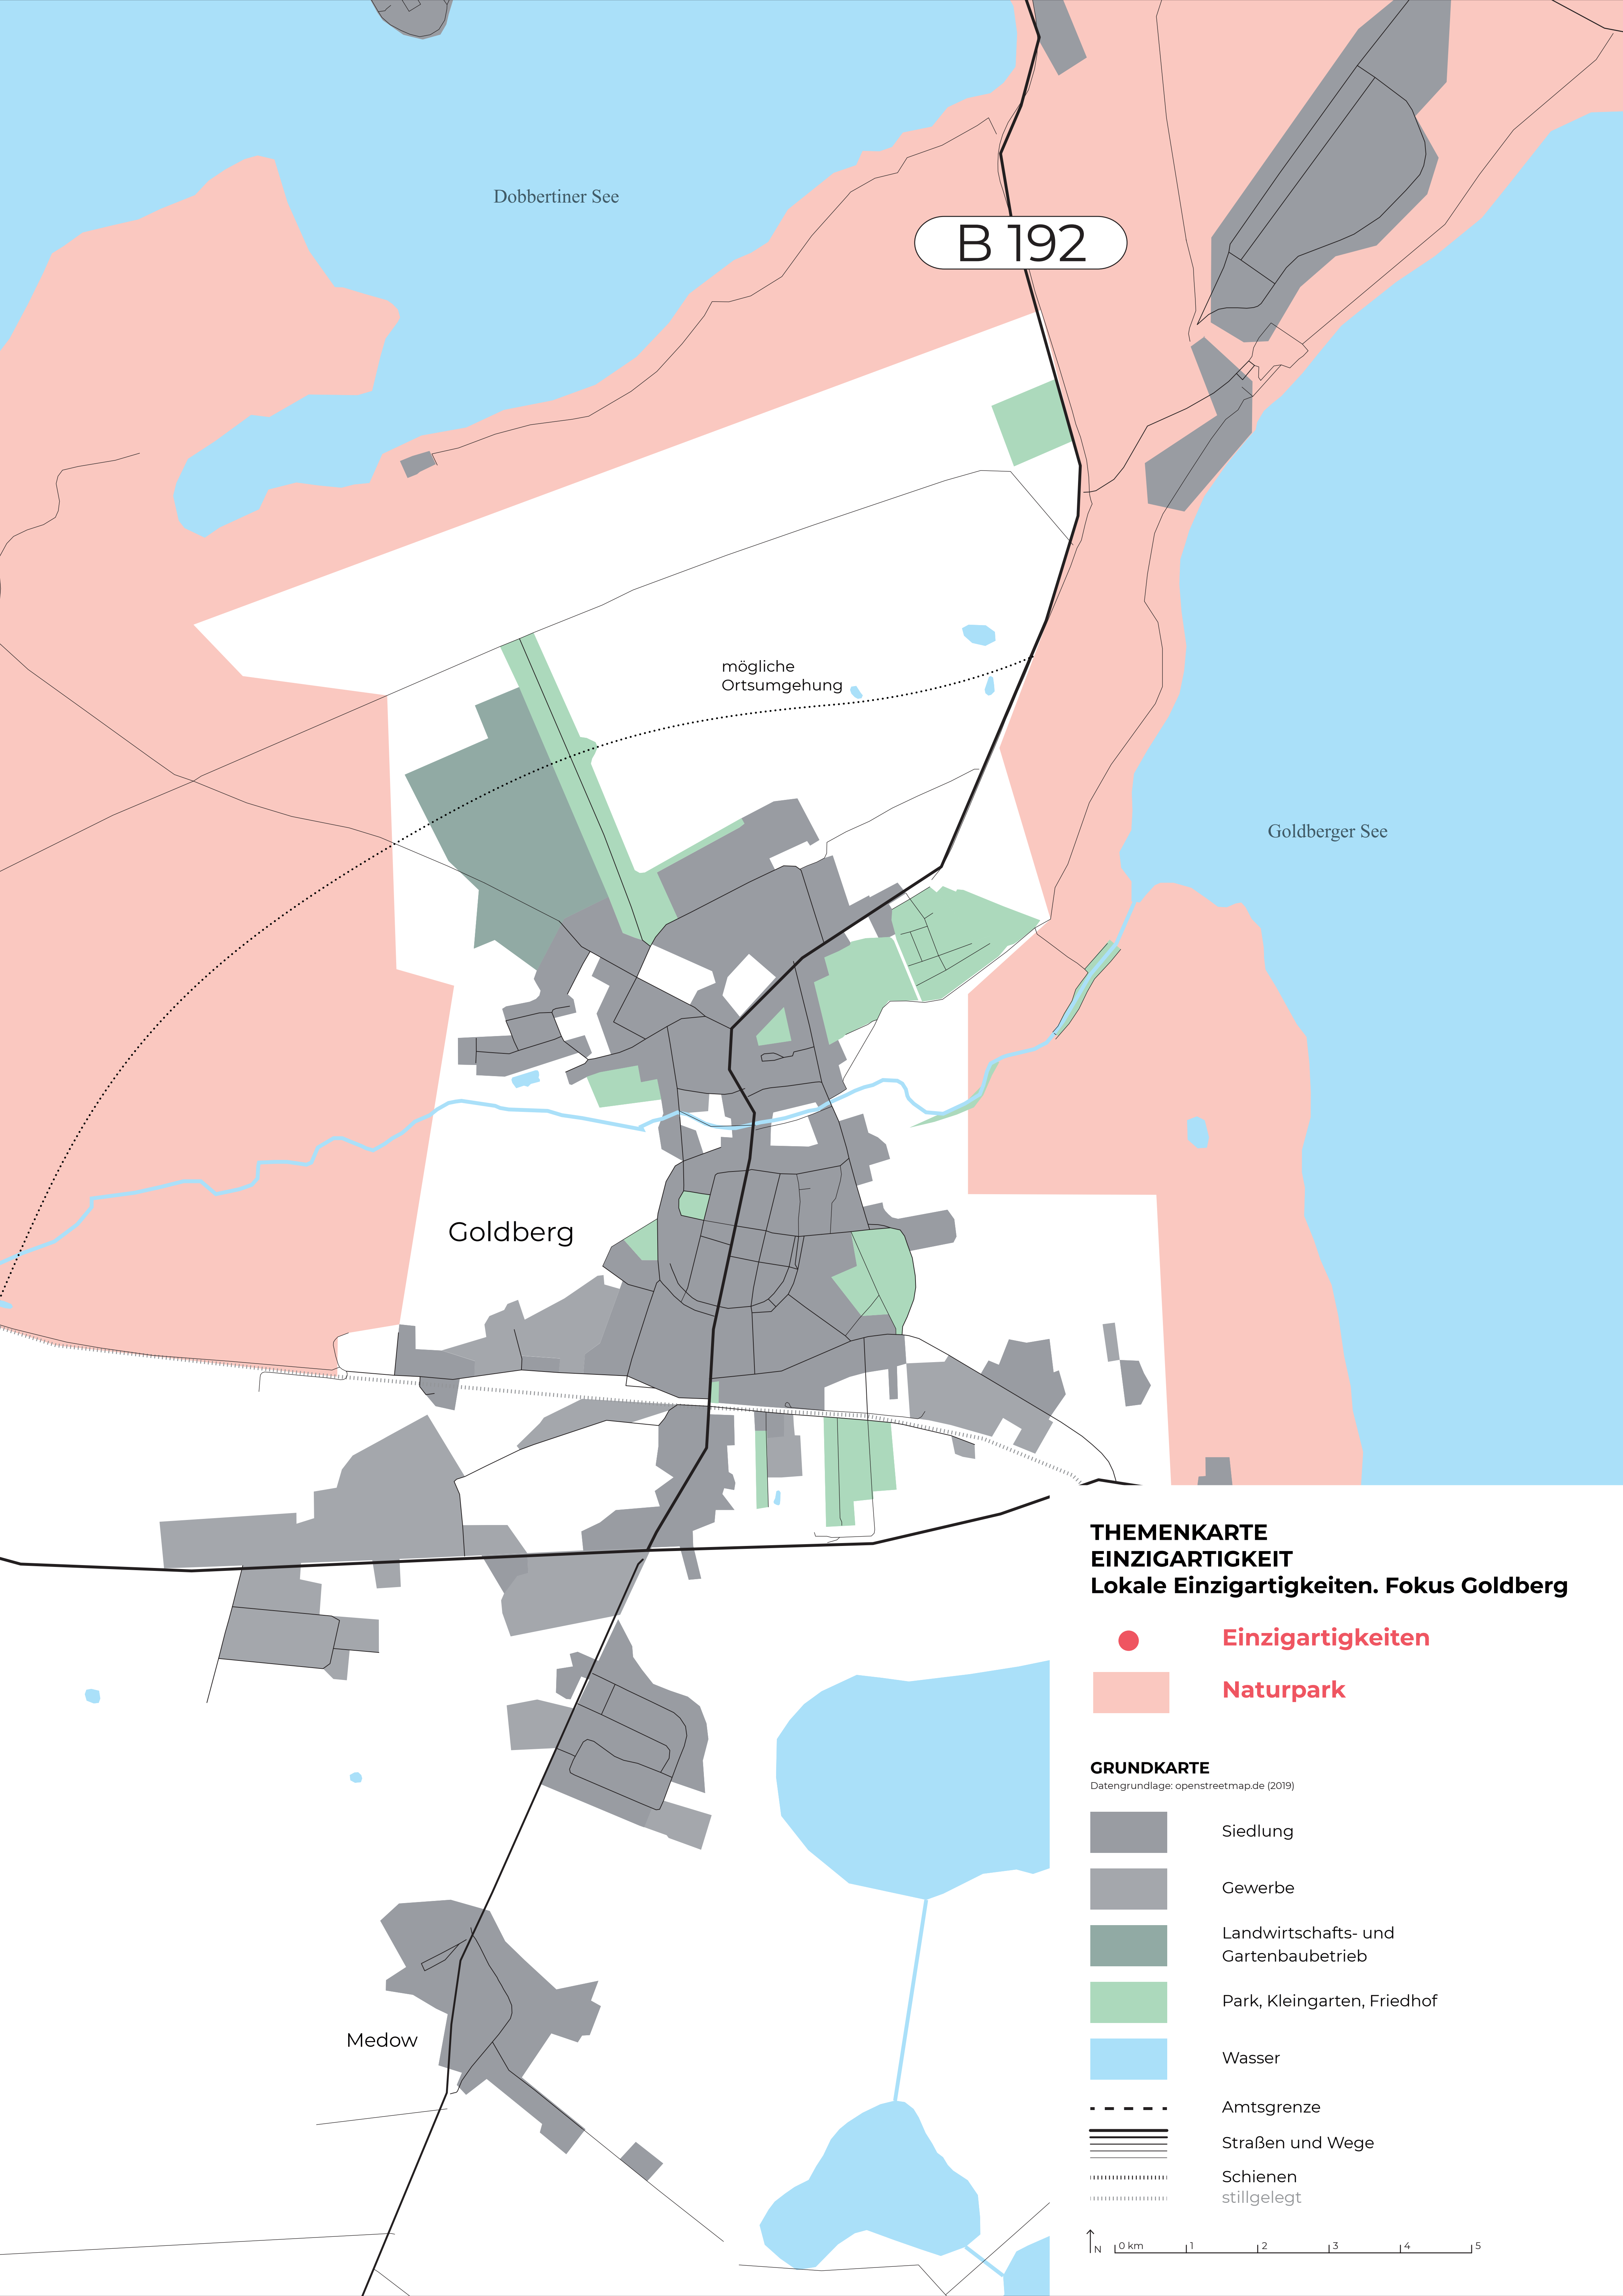 Dobbertiner See
B 192
mögliche
Ortsumgehung
Goldberger See
Goldberg
THEMENKARTE
EINZIGARTIGKEIT
Lokale Einzigartigkeiten. Fokus Goldberg
Einzigartigkeiten
Naturpark
GRUNDKARTE
Datengrundlage: openstreetmap.de (2019)
Siedlung
Gewerbe
Landwirtschafts- und
Gartenbaubetrieb
Park, Kleingarten, Friedhof
Medow
Wasser
Amtsgrenze
Straßen und Wege
Schienen
stillgelegt
N 0 km 1 2 3 4 5